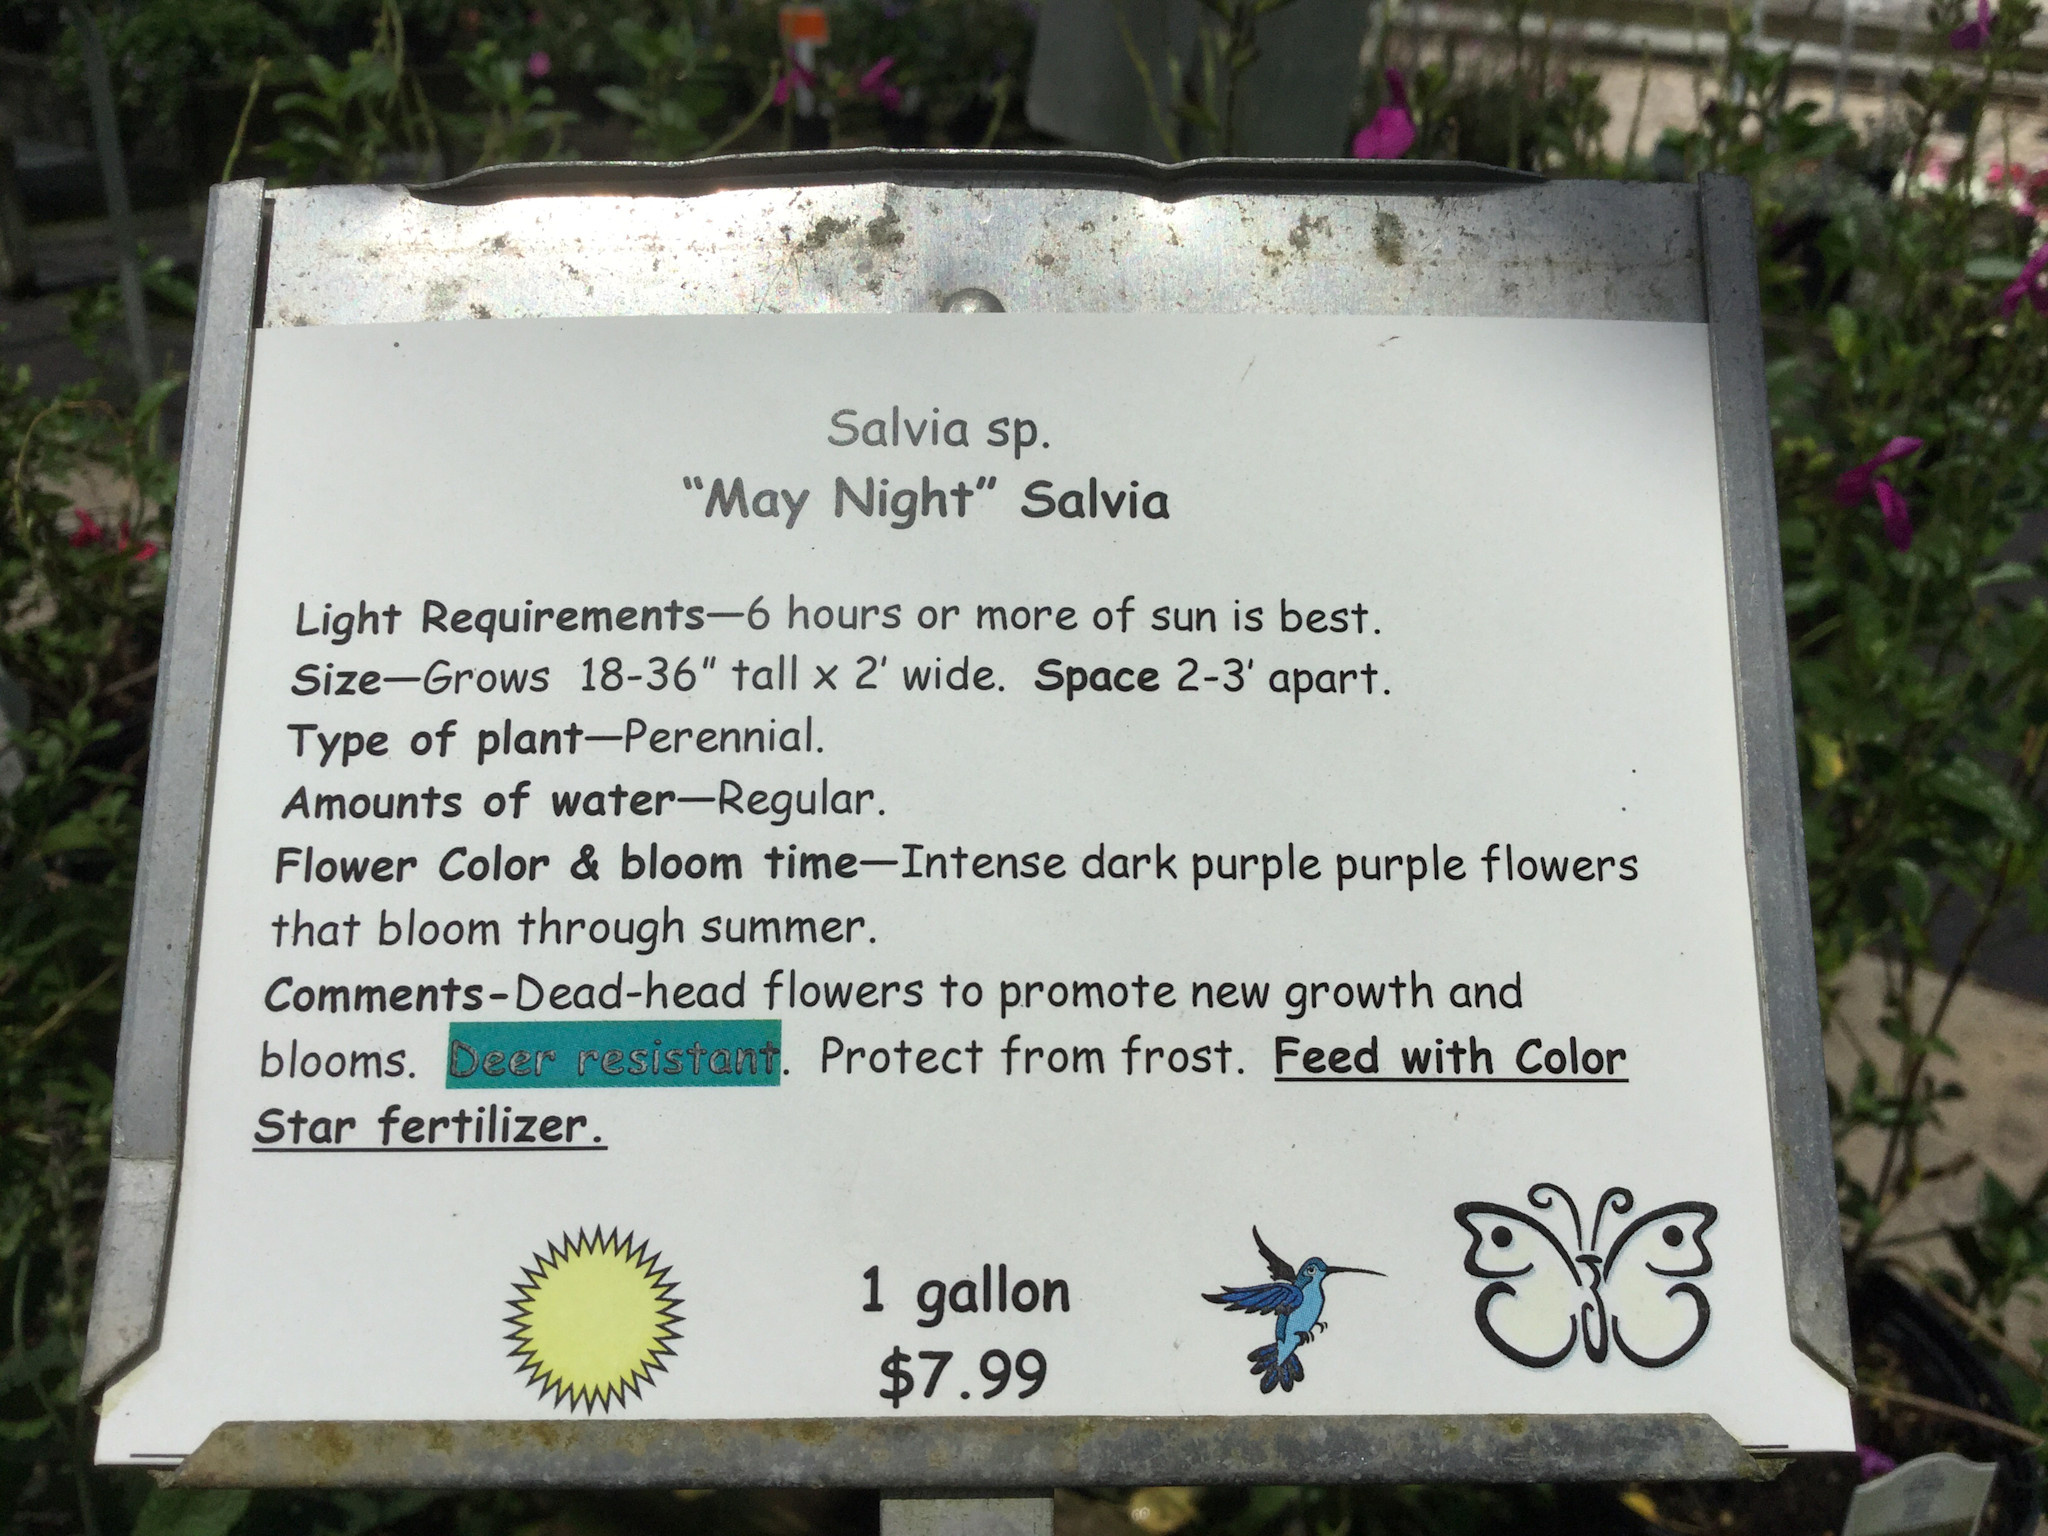 Salvia sp.
“May Night” Salvia
Light Requirements—6 hours or more of sun is best.
Size—Grows 18-36” tall x 2’ wide. Space 2-3’ apart.
Type of plant—Perennial.
Amounts of water—Regular.
Flower Color & bloom time—Intense dark purple purple flowers
that bloom through summer.
Comments-Dead-head flowers to promote new growth and
blooms. Deer resistant. Protect from frost. Feed with Color
Star fertilizer.
1 gallon
$7.99